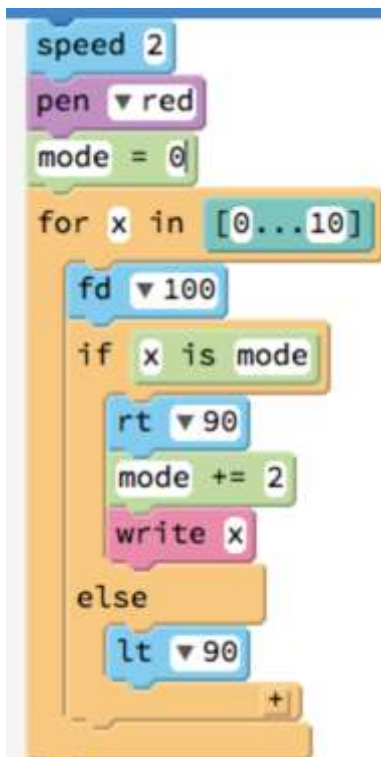 speed 2
pen ▼ red
mode = 0
for x in [0...10]
fd ▼ 100
if x is mode
rt ▼ 90
mode += 2
write x
else
lt ▼ 90
+